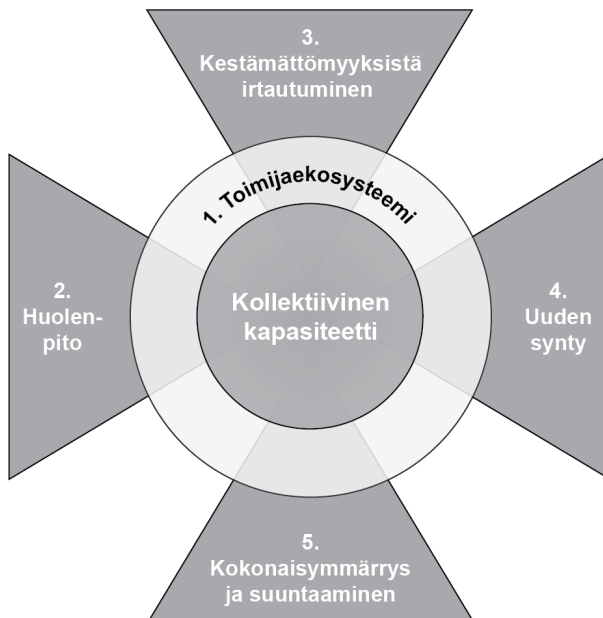 3.
Kestämättömyyksistä
irtautuminen
1. Toimijaekosysteemi
2.
Huolen-
pito
Kollektiivinen
kapasiteetti
4.
Uuden
synty
5.
Kokonaisymmärrys
ja suuntaaminen